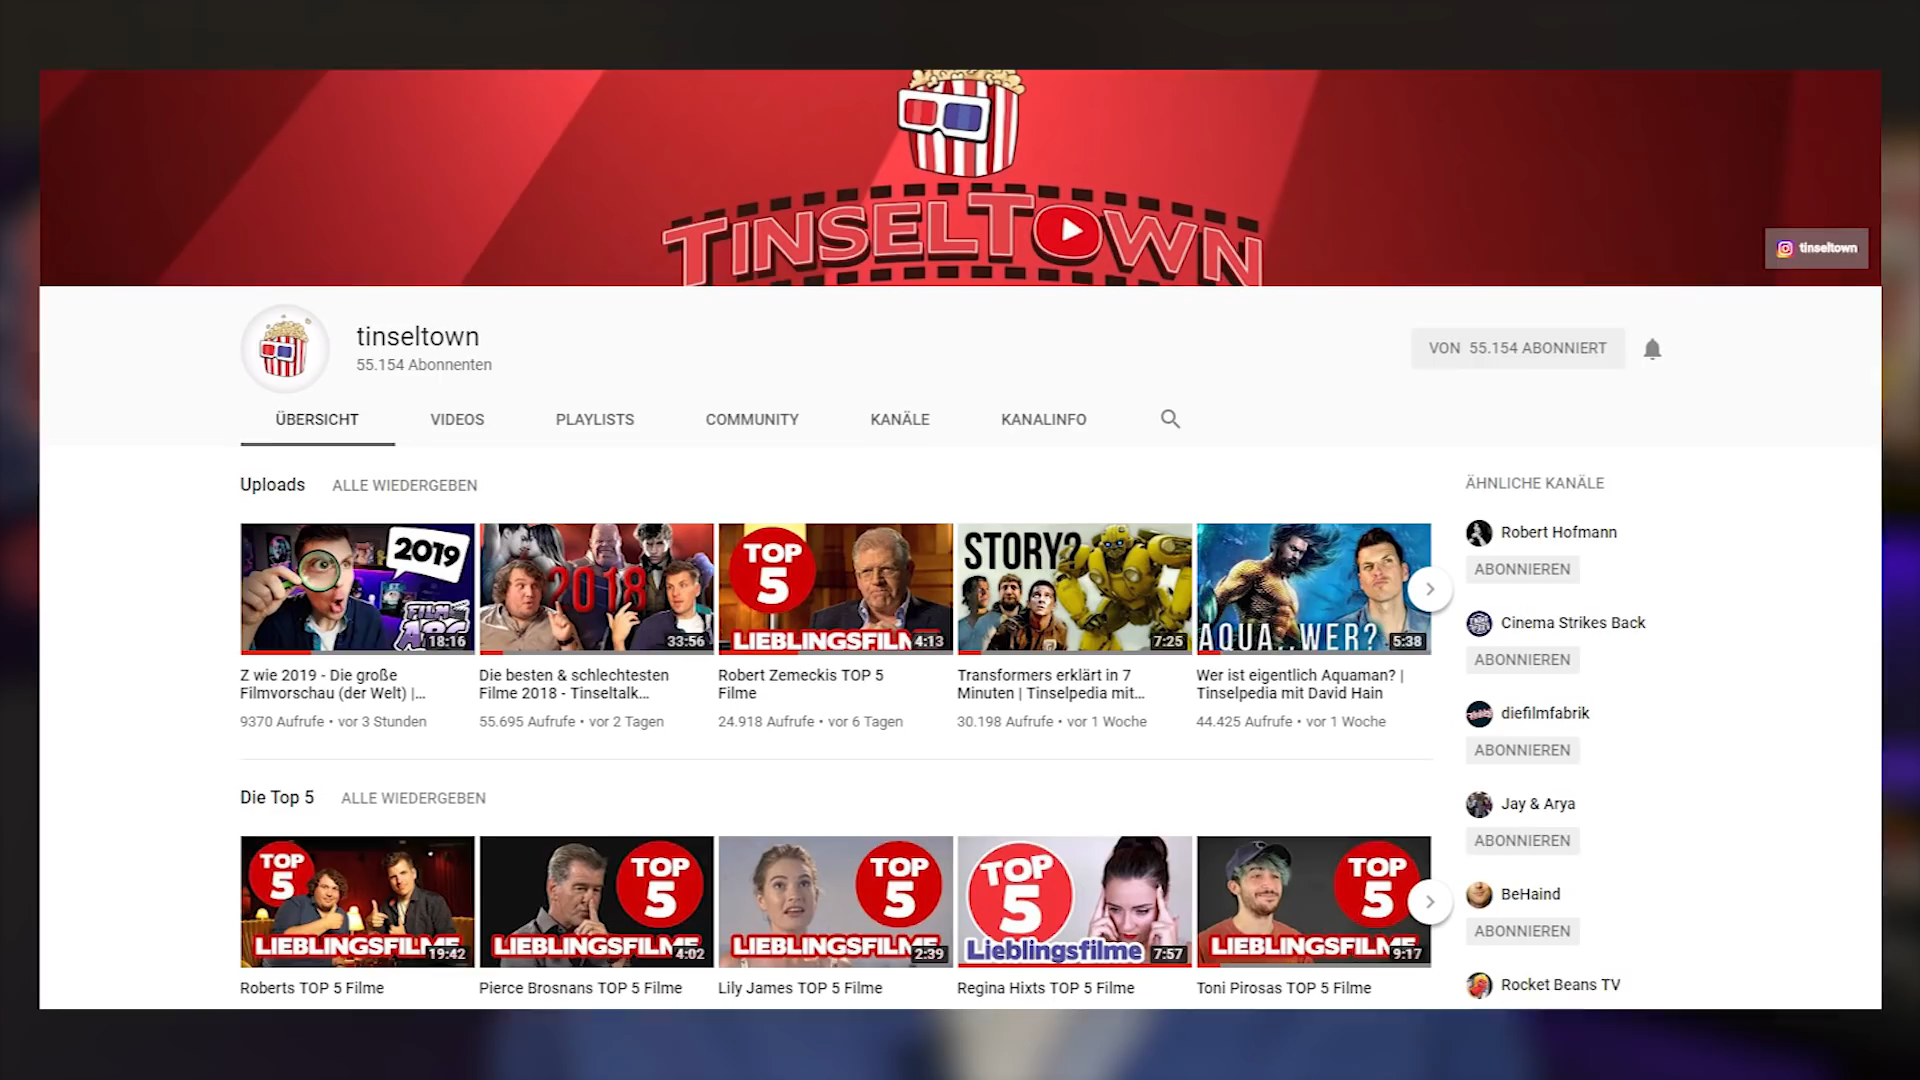 TINSELTOWN
tinseltown
tinseltown
55.154 Abonnenten
VON 55.154 ABONNIERT
ÜBERSICHT VIDEOS PLAYLISTS COMMUNITY KANÄLE KANALINFO
Uploads ALLE WIEDERGEBEN
2019
FILM
ABC
18:16
Z wie 2019 - Die große
Filmvorschau (der Welt) |...
9370 Aufrufe • vor 3 Stunden
2018
33:56
Die besten & schlechtesten
Filme 2018 - Tinseltalk...
55.695 Aufrufe • vor 2 Tagen
TOP
5
LIEBLINGSFILM
4:13
Robert Zemeckis TOP 5
Filme
24.918 Aufrufe • vor 6 Tagen
STORY?
7:25
Transformers erklärt in 7
Minuten | Tinselpedia mit...
30.198 Aufrufe • vor 1 Woche
AQUA..WER?
5:38
Wer ist eigentlich Aquaman? |
Tinselpedia mit David Hain
44.425 Aufrufe • vor 1 Woche
Die Top 5 ALLE WIEDERGEBEN
TOP
5
LIEBLINGSFILME
19:42
Roberts TOP 5 Filme
TOP
5
LIEBLINGSFILME
4:02
Pierce Brosnans TOP 5 Filme
TOP
5
LIEBLINGSFILME
2:39
Lily James TOP 5 Filme
TOP
5
Lieblingsfilme
7:57
Regina Hixts TOP 5 Filme
TOP
5
LIEBLINGSFILME
9:17
Toni Pirosas TOP 5 Filme
ÄHNLICHE KANÄLE
Robert Hofmann
ABONNIEREN
Cinema Strikes Back
ABONNIEREN
diefilmfabrik
ABONNIEREN
Jay & Arya
ABONNIEREN
BeHaind
ABONNIEREN
Rocket Beans TV